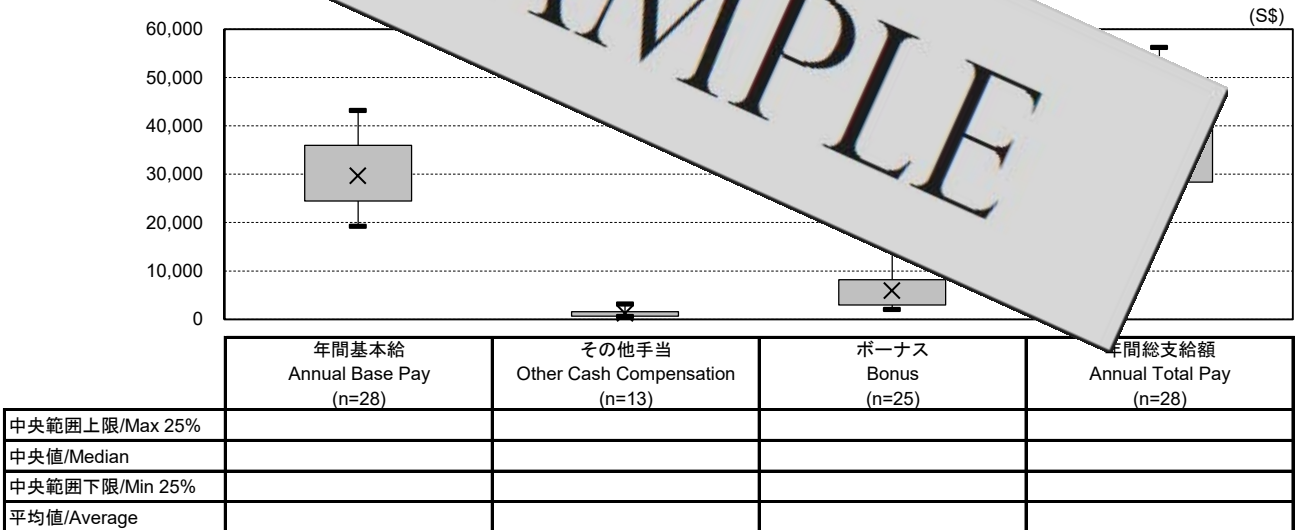 (S$)
60,000
50,000
40,000
30,000
20,000
10,000
0
MPLE
年間基本給
Annual Base Pay
(n=28)
その他手当
Other Cash Compensation
(n=13)
ボーナス
Bonus
(n=25)
年間総支給額
Annual Total Pay
(n=28)
中央範囲上限/Max 25%
中央値/Median
中央範囲下限/Min 25%
平均値/Average